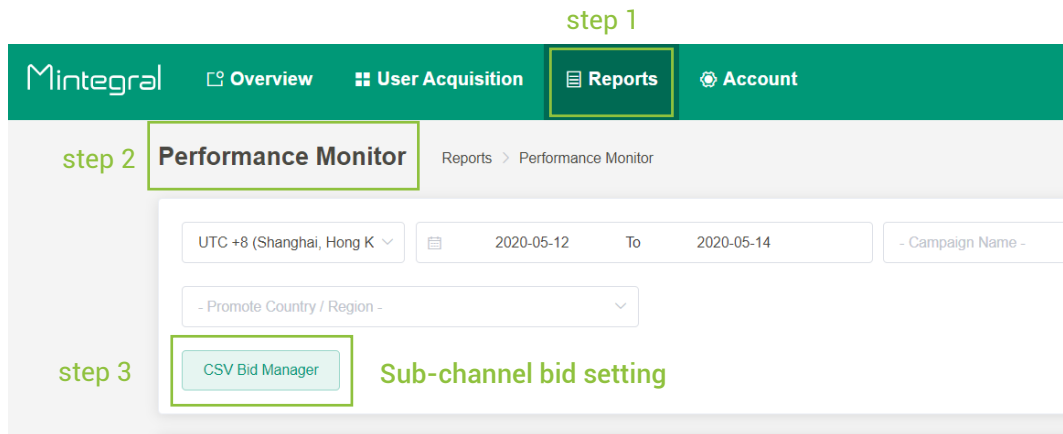 step 1
Mintegral Overview User Acquisition Reports Account
step 2 Performance Monitor Reports > Performance Monitor
UTC +8 (Shanghai, Hong K 2020-05-12 To 2020-05-14 - Campaign Name -
- Promote Country / Region -
step 3 CSV Bid Manager Sub-channel bid setting